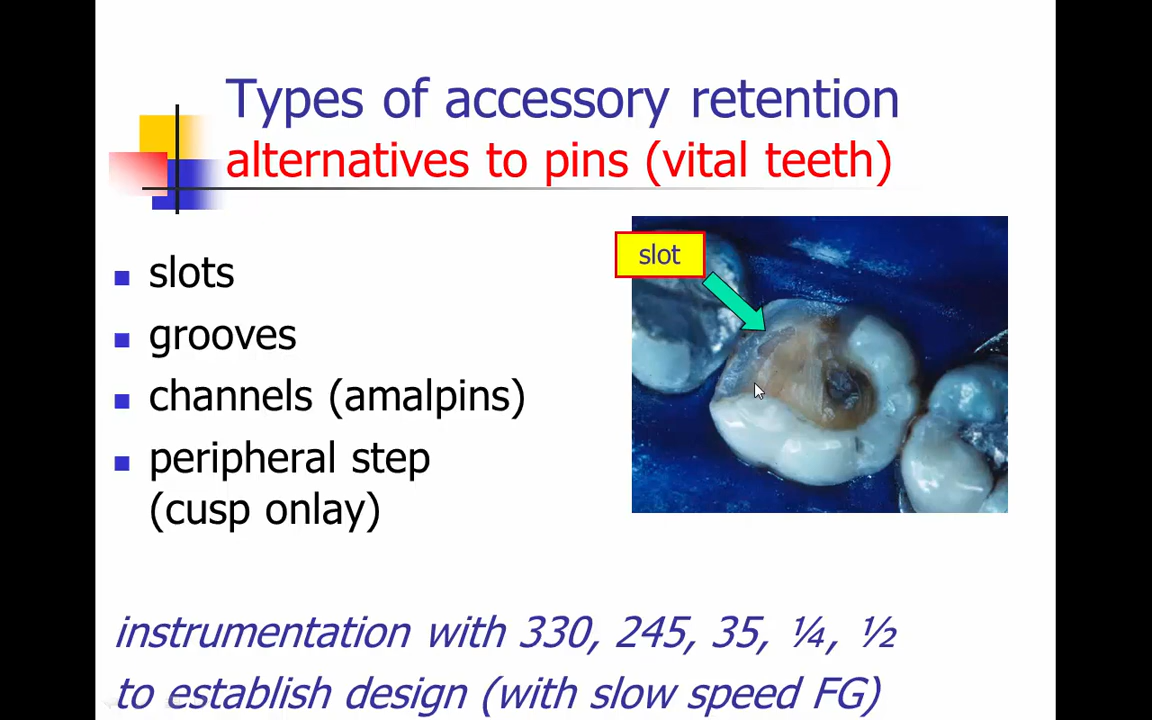 Types of accessory retention
alternatives to pins (vital teeth)
slot
slots
grooves
channels (amalpins)
peripheral step
(cusp onlay)
instrumentation with 330, 245, 35, ¼, ½
to establish design (with slow speed FG)